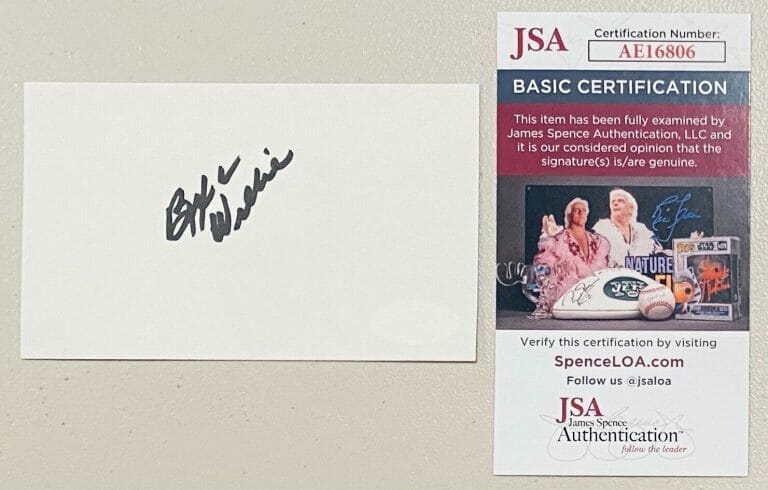 Willie
JSA
Certification Number:
AE16806
BASIC CERTIFICATION
This item has been fully examined by
James Spence Authentication, LLC and
it is our considered opinion that the
signature(s) is/are genuine.
NATURE
Verify this certification by visiting
SpenceLOA.com
Follow us @jsaloa
JSA
James Spence
Authentication™
follow the leader